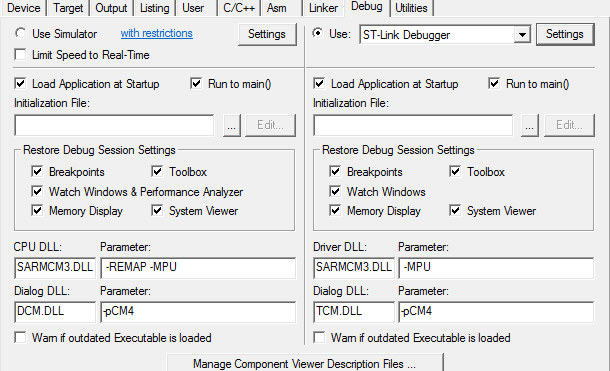 Device Target Output Listing User C/C++ Asm Linker Debug Utilities
Use Simulator with restrictions Settings
Limit Speed to Real-Time
Load Application at Startup Run to main()
Initialization File:
... Edit...
Restore Debug Session Settings
Breakpoints Toolbox
Watch Windows & Performance Analyzer
Memory Display System Viewer
CPU DLL: Parameter:
SARMCM3.DLL -REMAP -MPU
Dialog DLL: Parameter:
DCM.DLL -pCM4
Warn if outdated Executable is loaded
Use: ST-Link Debugger Settings
Load Application at Startup Run to main()
Initialization File:
... Edit...
Restore Debug Session Settings
Breakpoints Toolbox
Watch Windows
Memory Display System Viewer
Driver DLL: Parameter:
SARMCM3.DLL -MPU
Dialog DLL: Parameter:
TCM.DLL -pCM4
Warn if outdated Executable is loaded
Manage Component Viewer Description Files ...